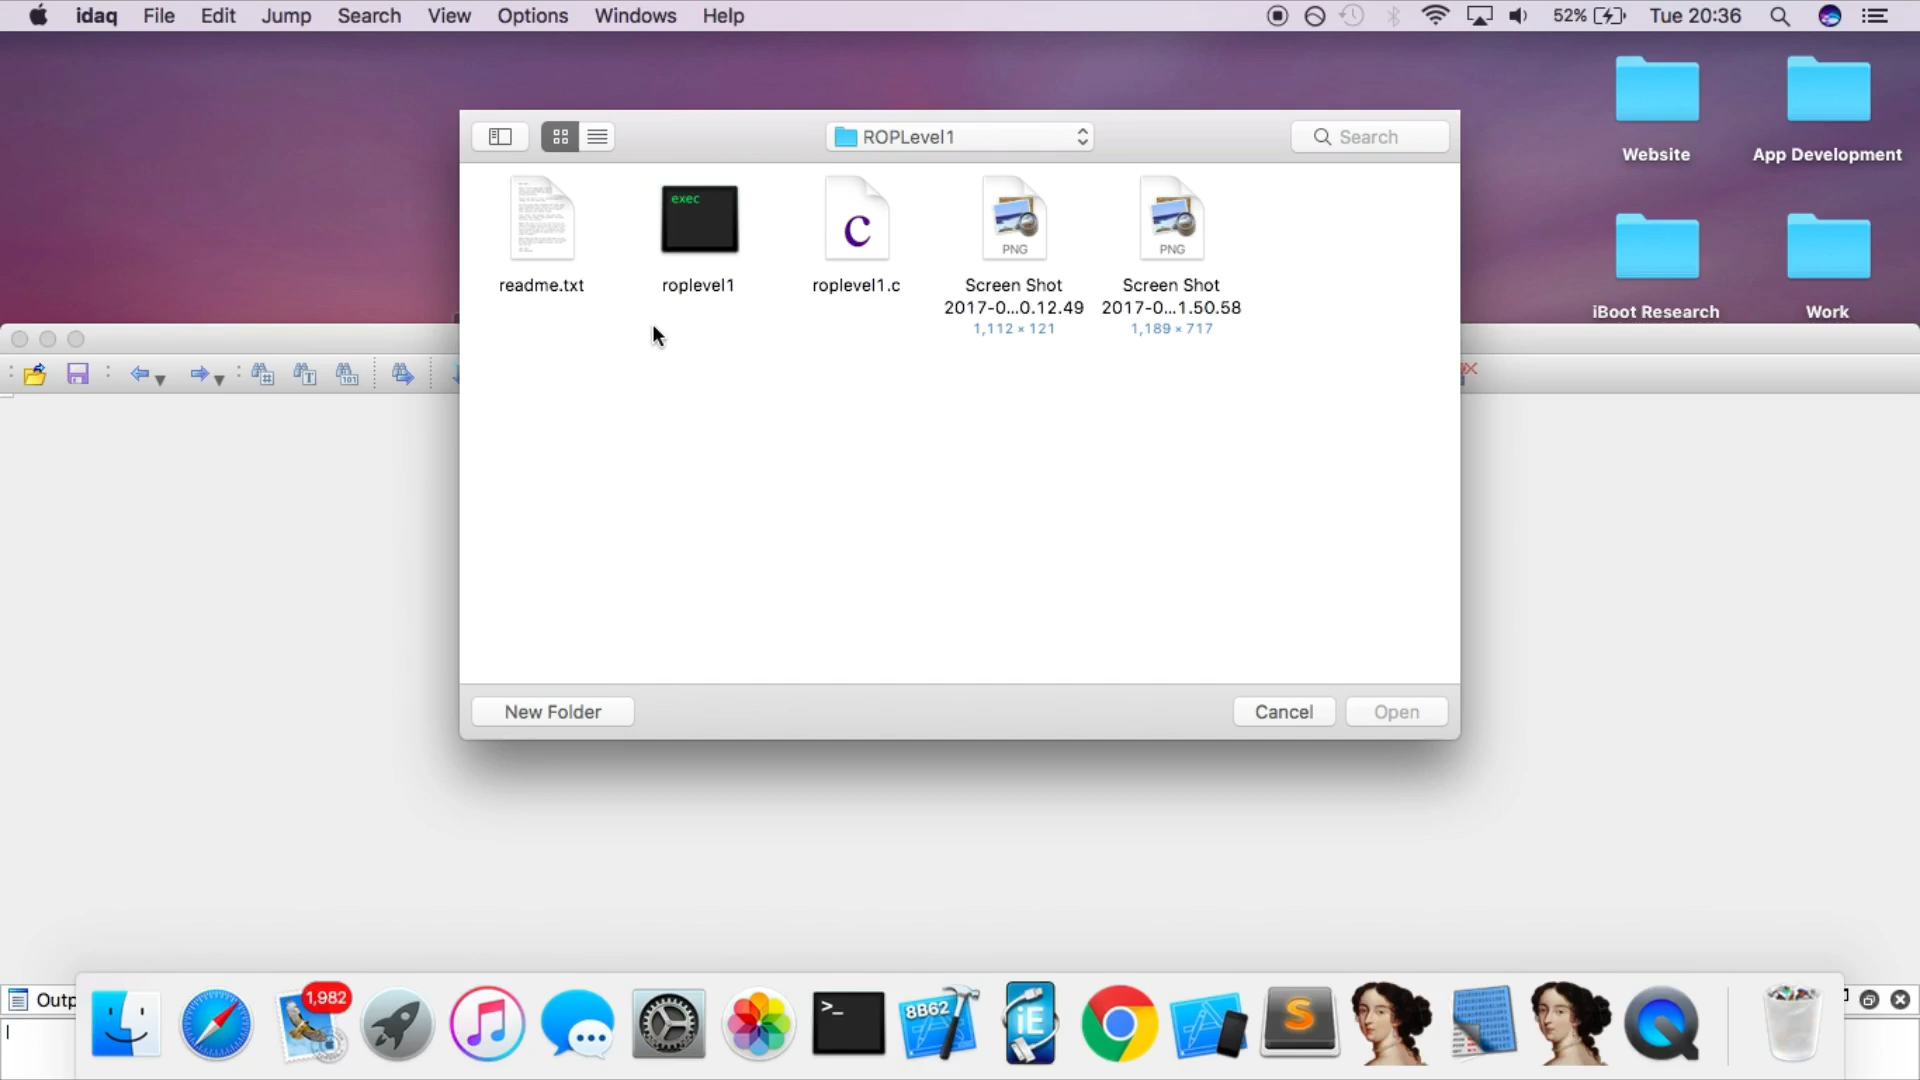 idaq File Edit Jump Search View Options Windows Help 52% Tue 20:36
Website App Development
iBoot Research Work
ROPLevel1 Search
exec
C
PNG
PNG
readme.txt
roplevel1
roplevel1.c
Screen Shot
2017-0...0.12.49
1,112 × 121
Screen Shot
2017-0...1.50.58
1,189 × 717
New Folder Cancel Open
Outp
1,982
>_
8B62
iE
S